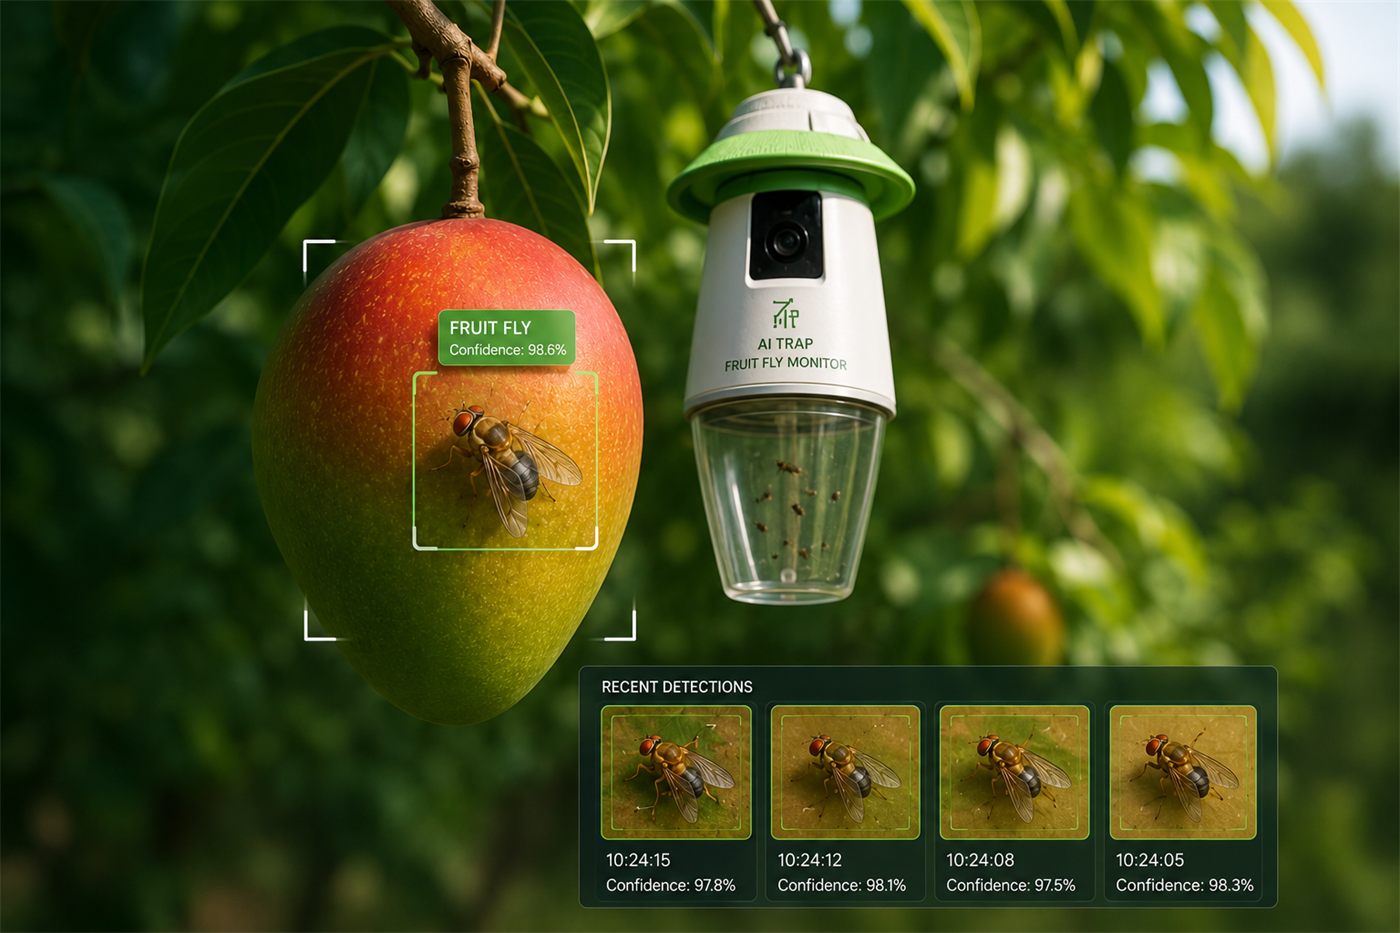 FRUIT FLY
Confidence: 98.6%
AI TRAP
FRUIT FLY MONITOR
RECENT DETECTIONS
10:24:15
Confidence: 97.8%
10:24:12
Confidence: 98.1%
10:24:08
Confidence: 97.5%
10:24:05
Confidence: 98.3%